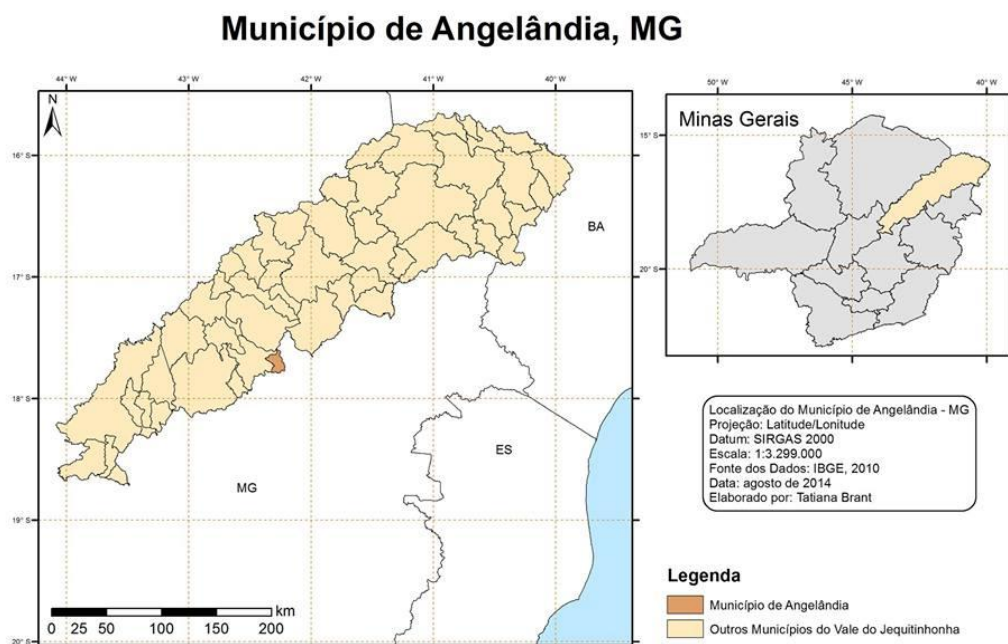 Município de Angelândia, MG
44° W 43° W 42° W 41° W 40° W
N
16° S
17° S
18° S
19° S
20° S
BA
ES
MG
km
0 25 50 100 150 200
50° W 45° W 40° W
Minas Gerais
15° S
20° S
Localização do Município de Angelândia - MG
Projeção: Latitude/Lonitude
Datum: SIRGAS 2000
Escala: 1:3.299.000
Fonte dos Dados: IBGE, 2010
Data: agosto de 2014
Elaborado por: Tatiana Brant
Legenda
Município de Angelândia
Outros Municípios do Vale do Jequitinhonha